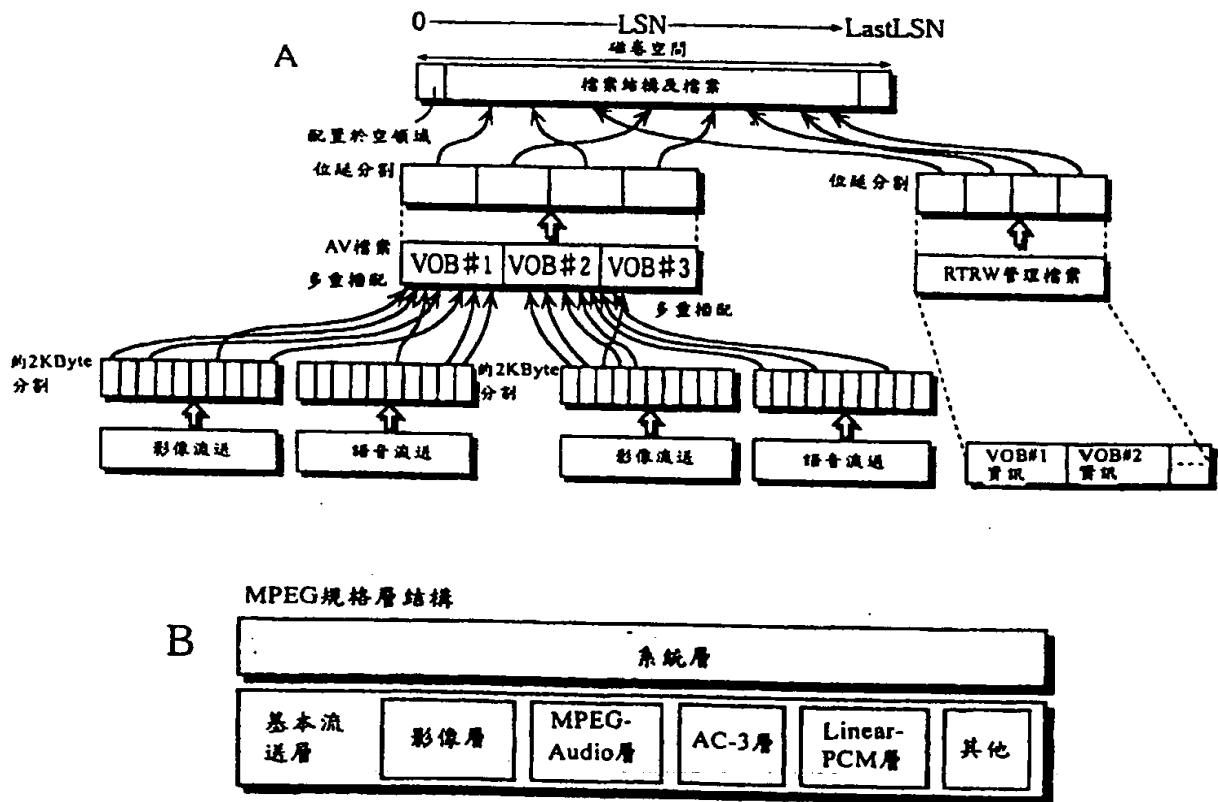 0 LSN LastLSN
A
磁卷空間
檔案結構及檔案
配置於空領域
位延分割
位延分割
AV檔案
多重插配
VOB#1 VOB#2 VOB#3
RTRW管理檔案
多重插配
約2KByte
分割
約2KByte
分割
影像流送
語音流送
影像流送
語音流送
VOB#1
資訊
VOB#2
資訊
MPEG規格層結構
B
系統層
基本流
送層
影像層
MPEG-
Audio層
AC-3層
Linear-
PCM層
其他